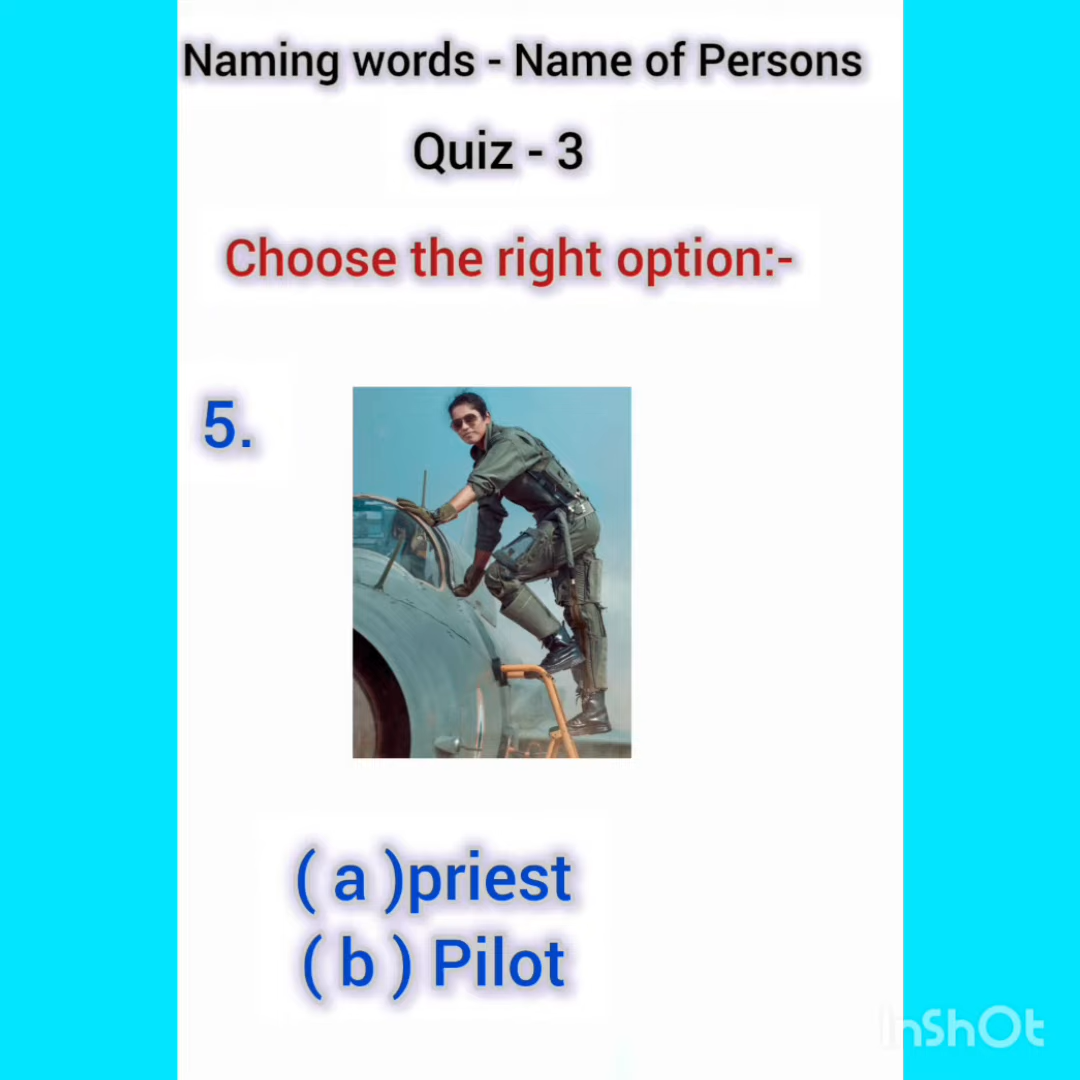 Naming words - Name of Persons
Quiz - 3
Choose the right option:-
5.
( a )priest
( b ) Pilot
InShOt